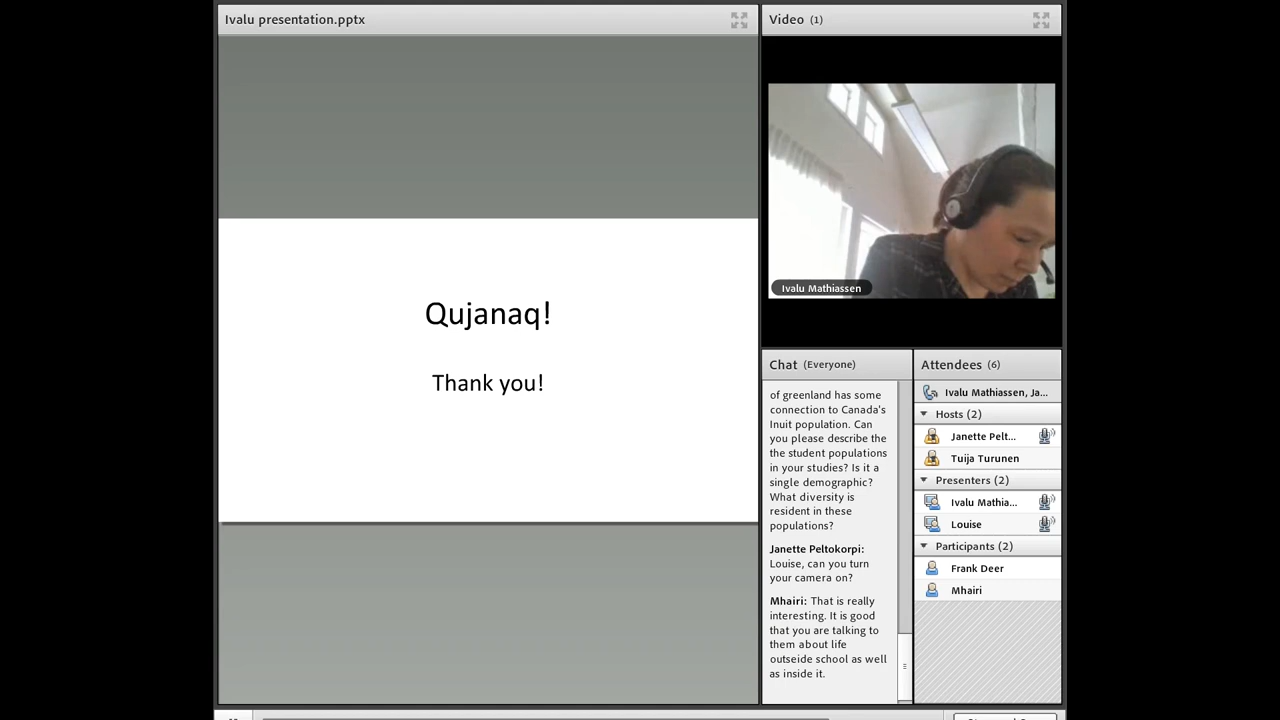 Ivalu presentation.pptx
Qujanaq!
Thank you!
Video (1)
Ivalu Mathiassen
Chat (Everyone)
of greenland has some
connection to Canada's
Inuit population. Can
you please describe the
the student populations
in your studies? Is it a
single demographic?
What diversity is
resident in these
populations?
Janette Peltokorpi:
Louise, can you turn
your camera on?
Mhairi: That is really
interesting. It is good
that you are talking to
them about life
outseide school as well
as inside it.
Attendees (6)
Ivalu Mathiassen, Ja...
Hosts (2)
Janette Pelt...
Tuija Turunen
Presenters (2)
Ivalu Mathia...
Louise
Participants (2)
Frank Deer
Mhairi